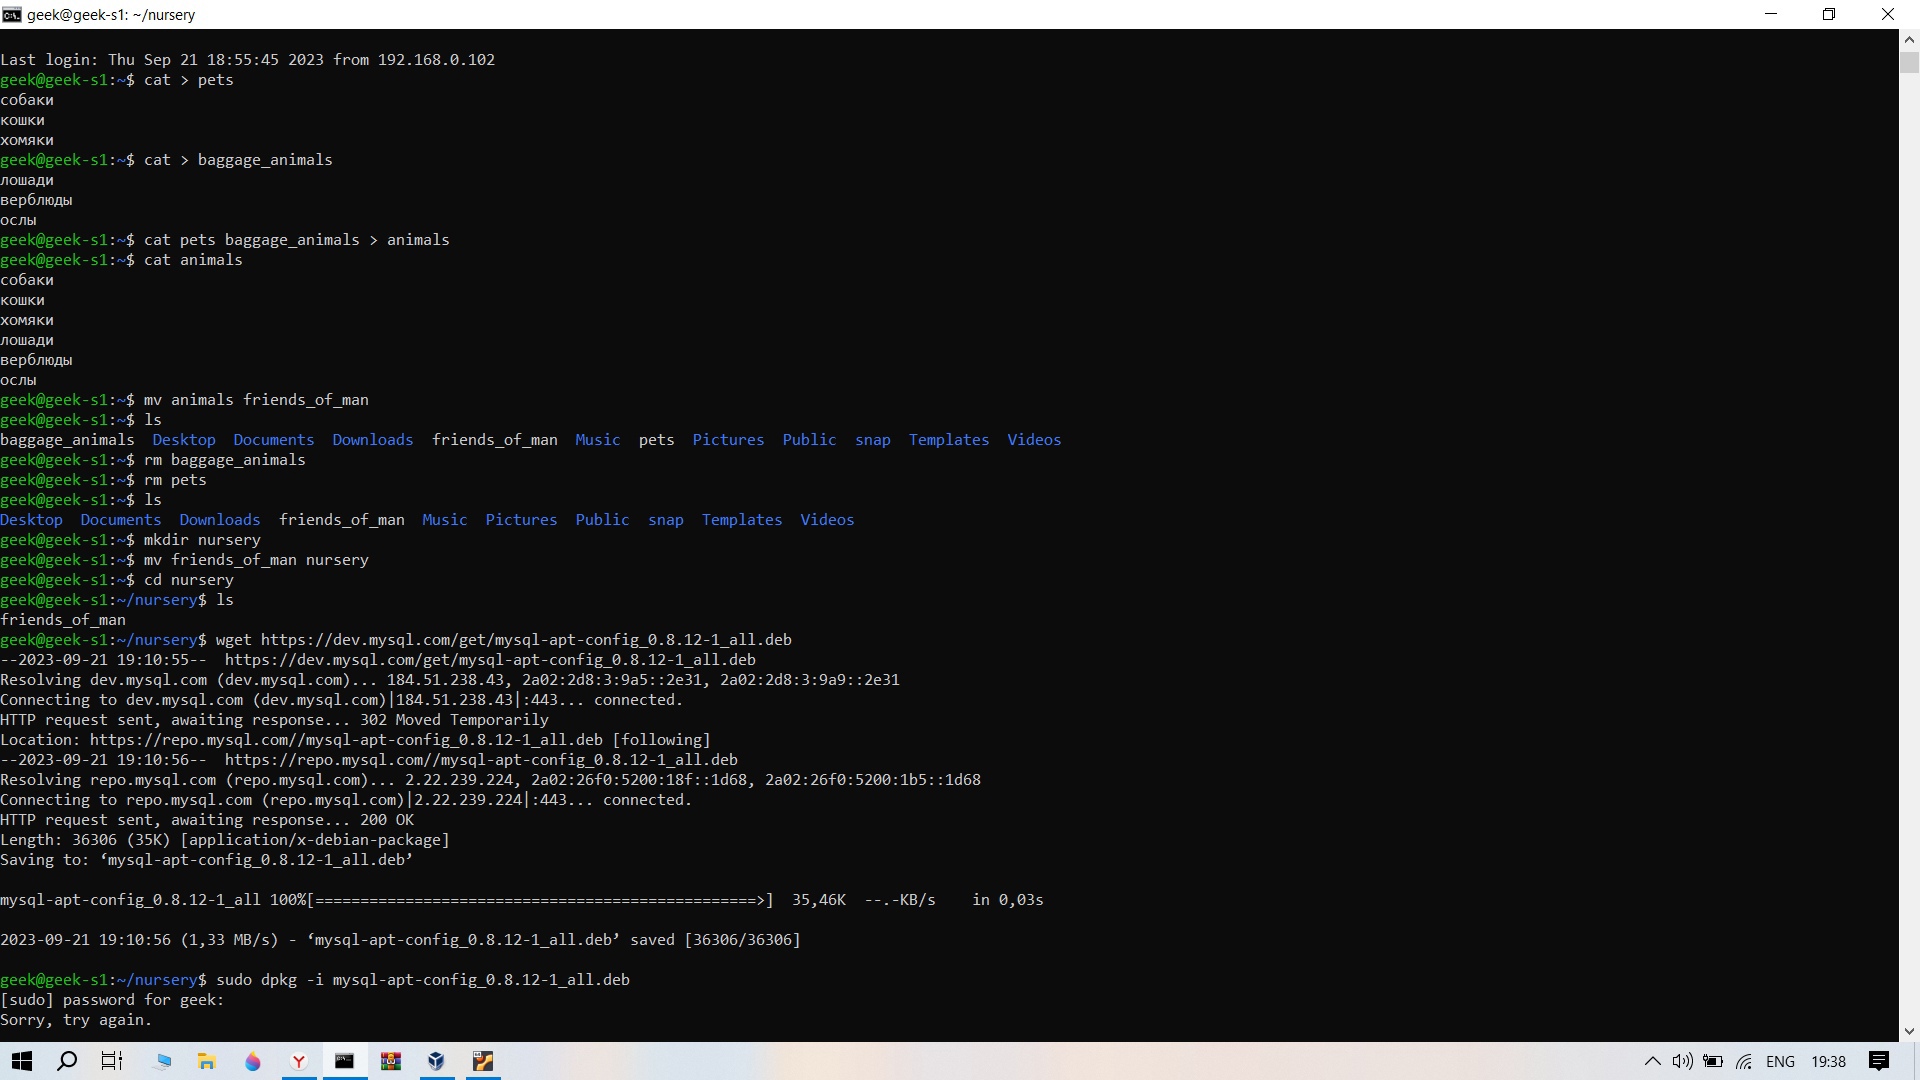 geek@geek-s1: ~/nursery
Last login: Thu Sep 21 18:55:45 2023 from 192.168.0.102
geek@geek-s1:~$ cat > pets
собаки
кошки
хомяки
geek@geek-s1:~$ cat > baggage_animals
лошади
верблюды
ослы
geek@geek-s1:~$ cat pets baggage_animals > animals
geek@geek-s1:~$ cat animals
собаки
кошки
хомяки
лошади
верблюды
ослы
geek@geek-s1:~$ mv animals friends_of_man
geek@geek-s1:~$ ls
baggage_animals  Desktop  Documents  Downloads  friends_of_man  Music  pets  Pictures  Public  snap  Templates  Videos
geek@geek-s1:~$ rm baggage_animals
geek@geek-s1:~$ rm pets
geek@geek-s1:~$ ls
Desktop  Documents  Downloads  friends_of_man  Music  Pictures  Public  snap  Templates  Videos
geek@geek-s1:~$ mkdir nursery
geek@geek-s1:~$ mv friends_of_man nursery
geek@geek-s1:~$ cd nursery
geek@geek-s1:~/nursery$ ls
friends_of_man
geek@geek-s1:~/nursery$ wget https://dev.mysql.com/get/mysql-apt-config_0.8.12-1_all.deb
--2023-09-21 19:10:55--  https://dev.mysql.com/get/mysql-apt-config_0.8.12-1_all.deb
Resolving dev.mysql.com (dev.mysql.com)... 184.51.238.43, 2a02:2d8:3:9a5::2e31, 2a02:2d8:3:9a9::2e31
Connecting to dev.mysql.com (dev.mysql.com)|184.51.238.43|:443... connected.
HTTP request sent, awaiting response... 302 Moved Temporarily
Location: https://repo.mysql.com//mysql-apt-config_0.8.12-1_all.deb [following]
--2023-09-21 19:10:56--  https://repo.mysql.com//mysql-apt-config_0.8.12-1_all.deb
Resolving repo.mysql.com (repo.mysql.com)... 2.22.239.224, 2a02:26f0:5200:18f::1d68, 2a02:26f0:5200:1b5::1d68
Connecting to repo.mysql.com (repo.mysql.com)|2.22.239.224|:443... connected.
HTTP request sent, awaiting response... 200 OK
Length: 36306 (35K) [application/x-debian-package]
Saving to: ‘mysql-apt-config_0.8.12-1_all.deb’
mysql-apt-config_0.8.12-1_all 100%[=================================================>]  35,46K  --.-KB/s    in 0,03s
2023-09-21 19:10:56 (1,33 MB/s) - ‘mysql-apt-config_0.8.12-1_all.deb’ saved [36306/36306]
geek@geek-s1:~/nursery$ sudo dpkg -i mysql-apt-config_0.8.12-1_all.deb
[sudo] password for geek:
Sorry, try again.
ENG 19:38